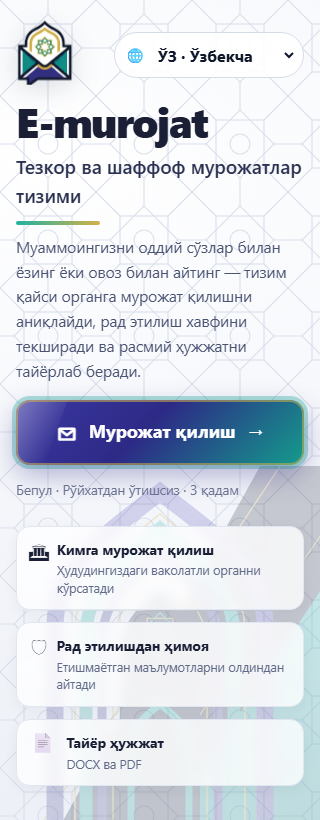 ЎЗ · Ўзбекча
E-murojat
Тезкор ва шаффоф мурожатлар
тизими
Муаммоингизни оддий сўзлар билан
ёзинг ёки овоз билан айтинг — тизим
қайси органга мурожат қилишни
аниқлайди, рад этилиш хавфини
текширади ва расмий ҳужжатни
тайёрлаб беради.
Мурожат қилиш →
Бепул · Рўйхатдан ўтишсиз · 3 қадам
Кимга мурожат қилиш
Ҳудудингиздаги ваколатли органни
кўрсатади
Рад этилишдан ҳимоя
Етишмаётган маълумотларни олдиндан
айтади
Тайёр ҳужжат
DOCX ва PDF